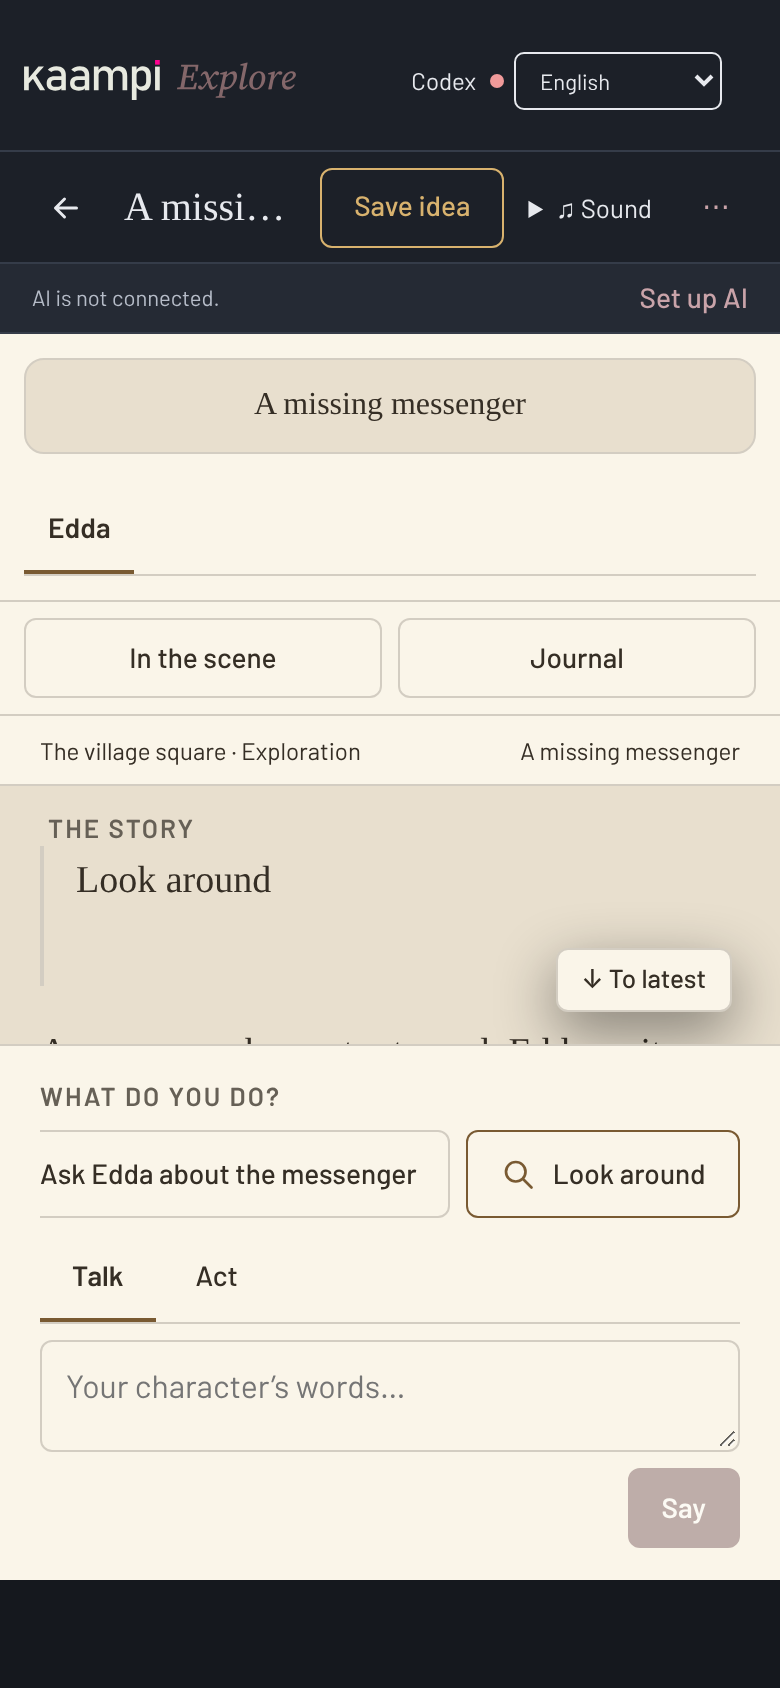 kaampi Explore
Codex
English
A missi...
Save idea
♫ Sound
...
AI is not connected.
Set up AI
A missing messenger
Edda
In the scene
Journal
The village square · Exploration
A missing messenger
THE STORY
Look around
↓ To latest
WHAT DO YOU DO?
Ask Edda about the messenger
Look around
Talk
Act
Your character’s words...
Say